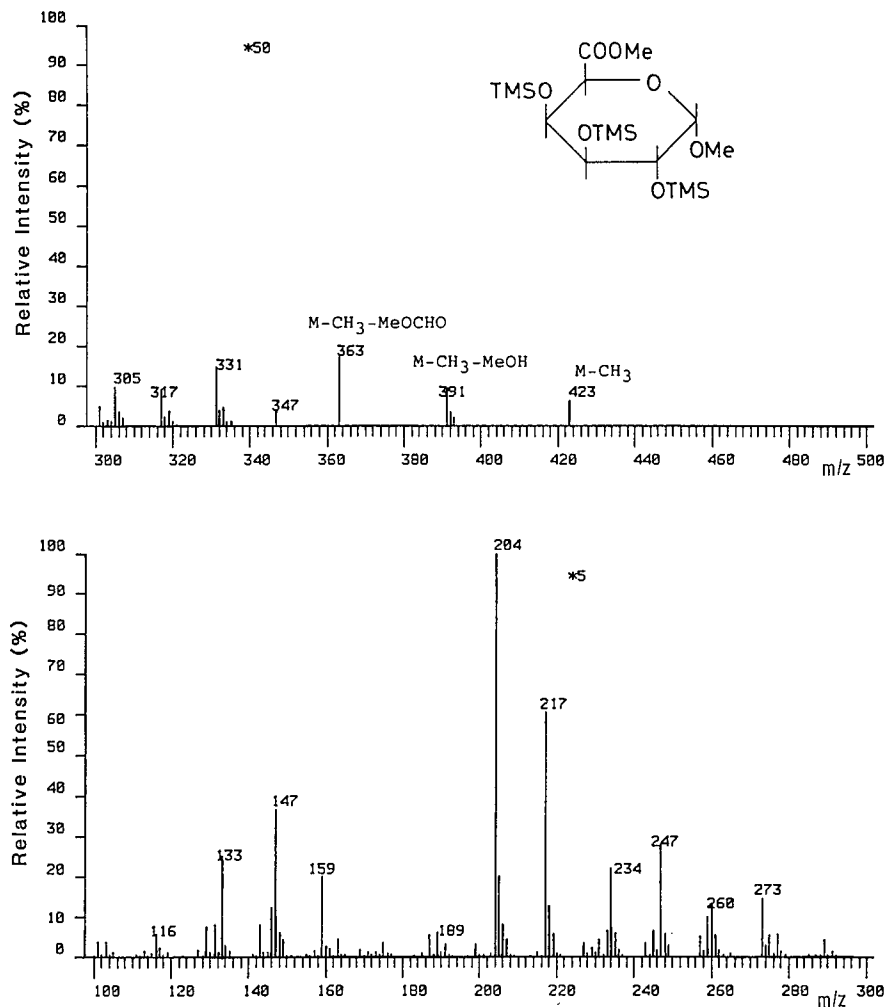 Relative Intensity (%)
100
90
80
70
60
50
40
30
20
10
0
*50
COOMe
O
TMSO
OTMS
OMe
OTMS
M-CH3-MeOCHO
M-CH3-MeOH
M-CH3
305
317
331
347
363
391
423
300 320 340 360 380 400 420 440 460 480 500
m/z
Relative Intensity (%)
100
90
80
70
60
50
40
30
20
10
0
*5
116
133
147
159
189
204
217
234
247
260
273
100 120 140 160 180 200 220 240 260 280 300
m/z